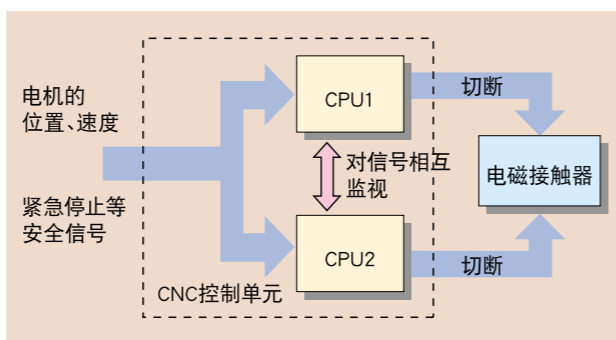 电机的
位置、速度
紧急停止等
安全信号
CPU1
对信号相互
监视
CPU2
CNC控制单元
切断
电磁接触器
切断